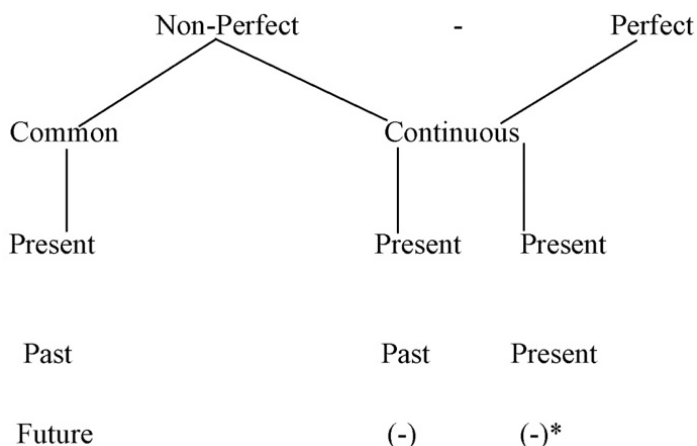 Non-Perfect - Perfect
Common Continuous
Present Present Present
Past Past Present
Future (-) (-)*